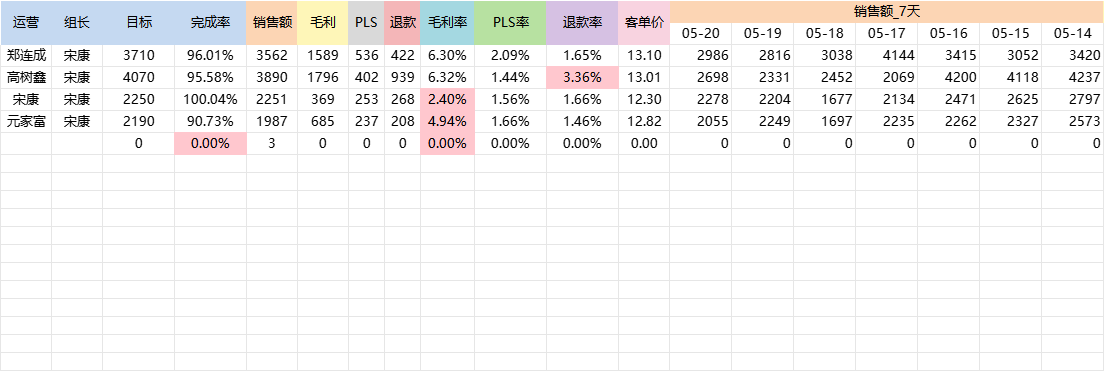 运营 组长 目标 完成率 销售额 毛利 PLS 退款 毛利率 PLS率 退款率 客单价 销售额_7天
05-20 05-19 05-18 05-17 05-16 05-15 05-14
郑连成 宋康 3710 96.01% 3562 1589 536 422 6.30% 2.09% 1.65% 13.10 2986 2816 3038 4144 3415 3052 3420
高树鑫 宋康 4070 95.58% 3890 1796 402 939 6.32% 1.44% 3.36% 13.01 2698 2331 2452 2069 4200 4118 4237
宋康 宋康 2250 100.04% 2251 369 253 268 2.40% 1.56% 1.66% 12.30 2278 2204 1677 2134 2471 2625 2797
元家富 宋康 2190 90.73% 1987 685 237 208 4.94% 1.66% 1.46% 12.82 2055 2249 1697 2235 2262 2327 2573
0 0.00% 3 0 0 0 0.00% 0.00% 0.00% 0.00 0 0 0 0 0 0 0